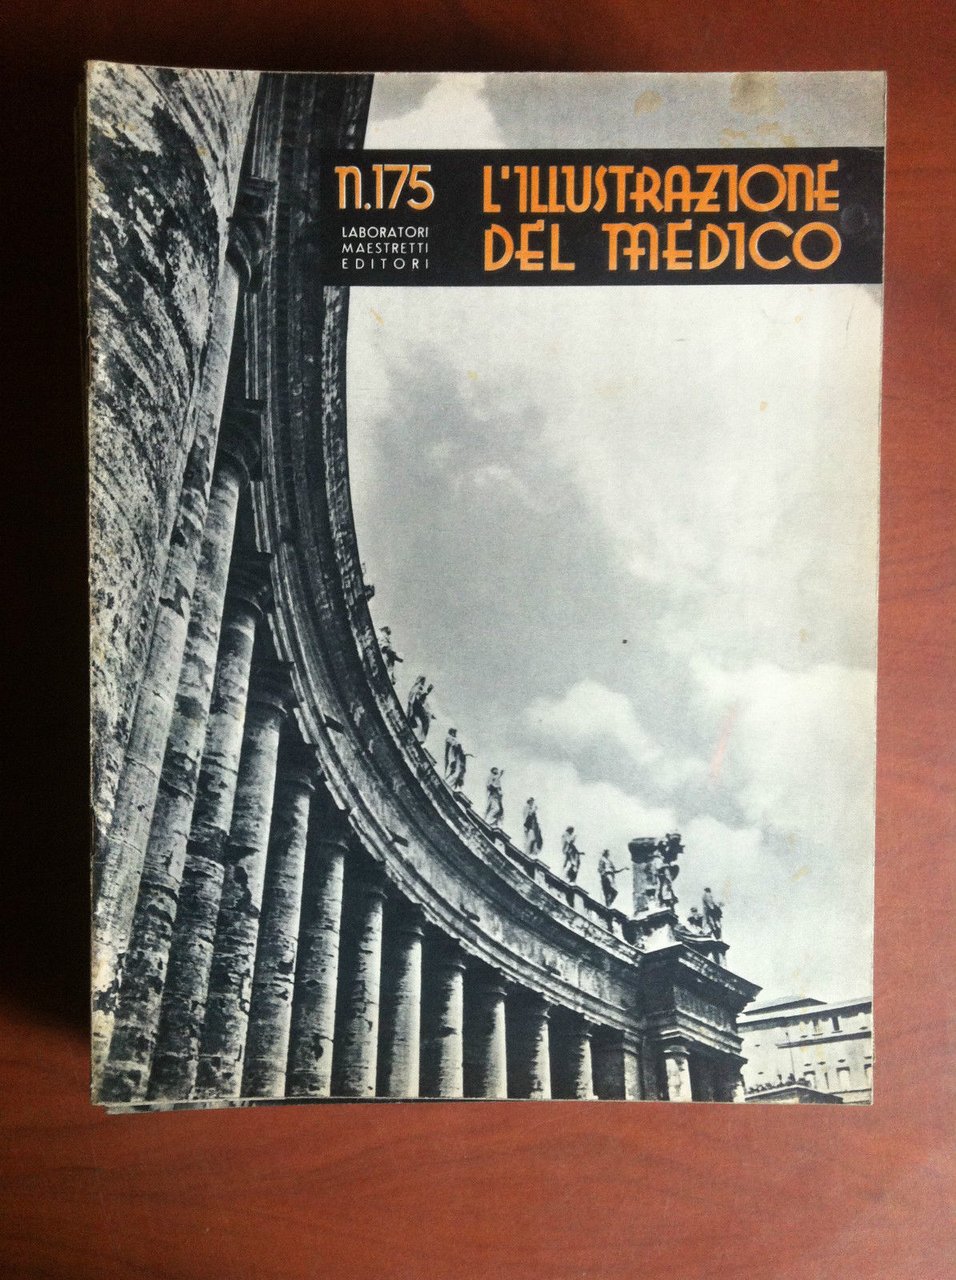 n.175
LABORATORI
MAESTRETTI
EDITORI
L'ILLUSTRAZIONE
DEL MEDICO